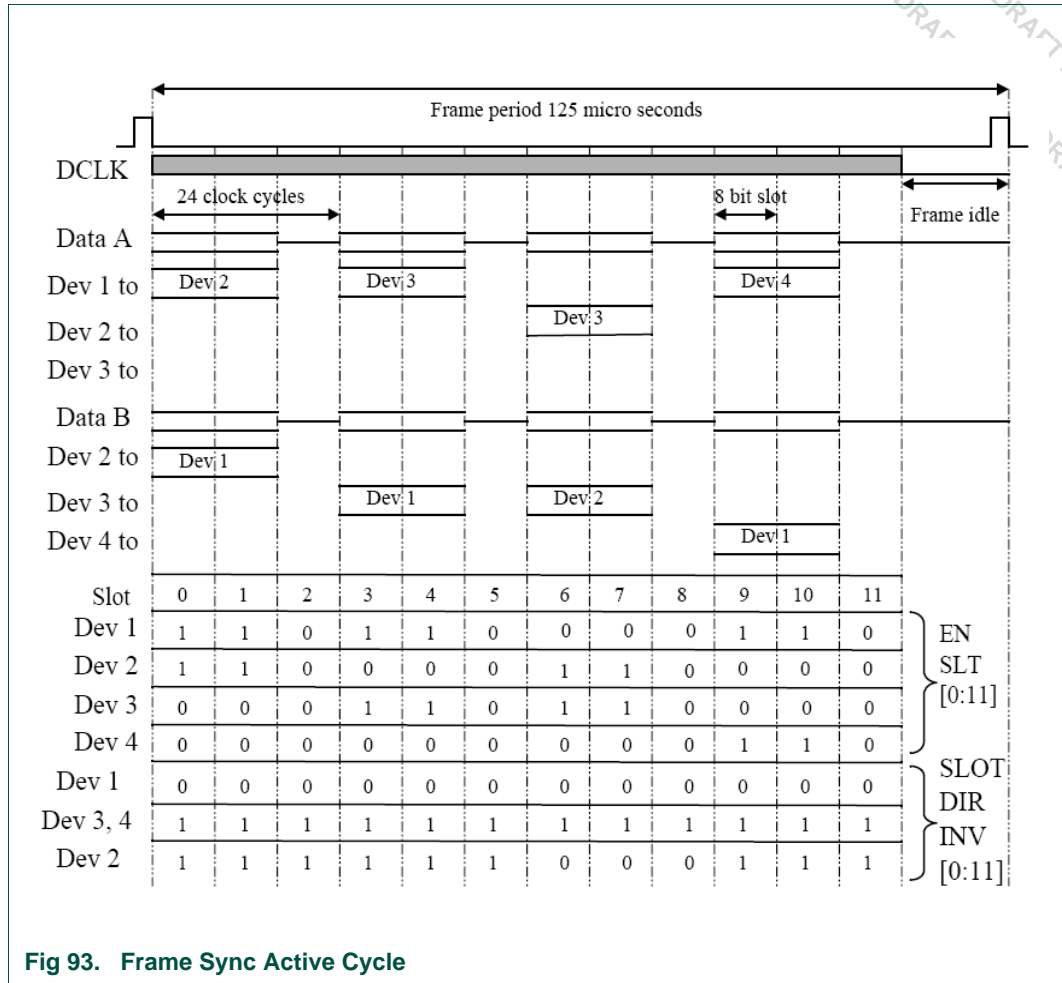 DRAFT
DRAFT
Frame period 125 micro seconds
DCLK
24 clock cycles
8 bit slot
Frame idle
Data A
Dev 1 to Dev 2 Dev 3 Dev 4
Dev 2 to Dev 3
Dev 3 to
Data B
Dev 2 to Dev 1
Dev 3 to Dev 1 Dev 2
Dev 4 to Dev 1
Slot 0 1 2 3 4 5 6 7 8 9 10 11
Dev 1 1 1 0 1 1 0 0 0 0 1 1 0
Dev 2 1 1 0 0 0 0 1 1 0 0 0 0
Dev 3 0 0 0 1 1 0 1 1 0 0 0 0
Dev 4 0 0 0 0 0 0 0 0 0 1 1 0
EN
SLT
[0:11]
Dev 1 0 0 0 0 0 0 0 0 0 0 0 0
Dev 3, 4 1 1 1 1 1 1 1 1 1 1 1 1
Dev 2 1 1 1 1 1 1 0 0 0 1 1 1
SLOT
DIR
INV
[0:11]
Fig 93. Frame Sync Active Cycle